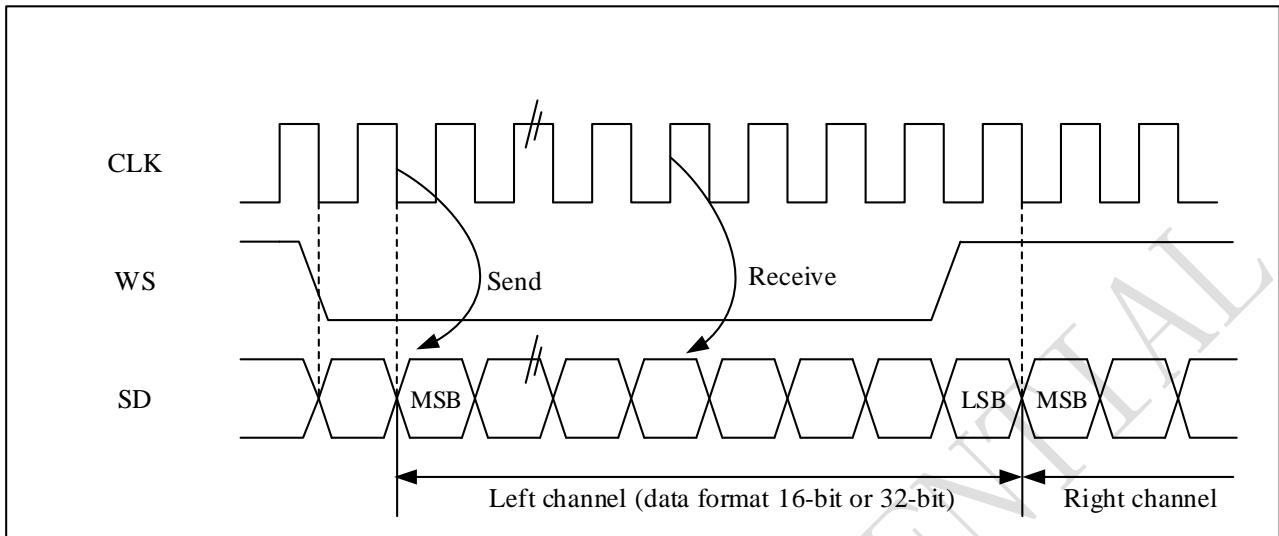 CLK
WS
Send
Receive
SD
MSB
LSB
MSB
Left channel (data format 16-bit or 32-bit)
Right channel
ENTIAL